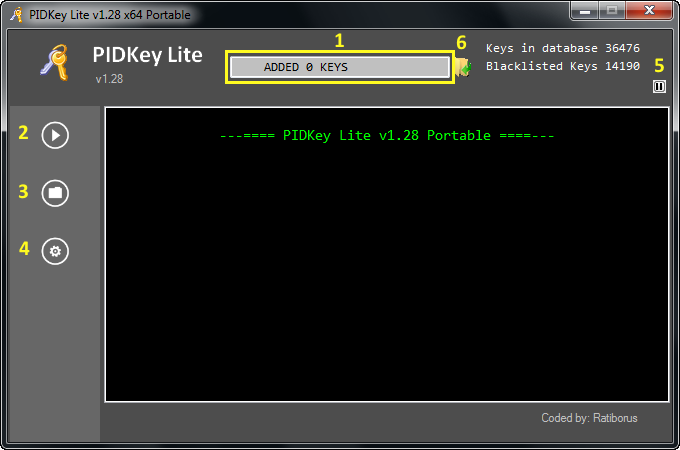 PIDKey Lite v1.28 x64 Portable
1
6
PIDKey Lite
v1.28
ADDED 0 KEYS
Keys in database 36476
Blacklisted Keys 14190
5
2
3
4
---==== PIDKey Lite v1.28 Portable ====---
Coded by: Ratiborus